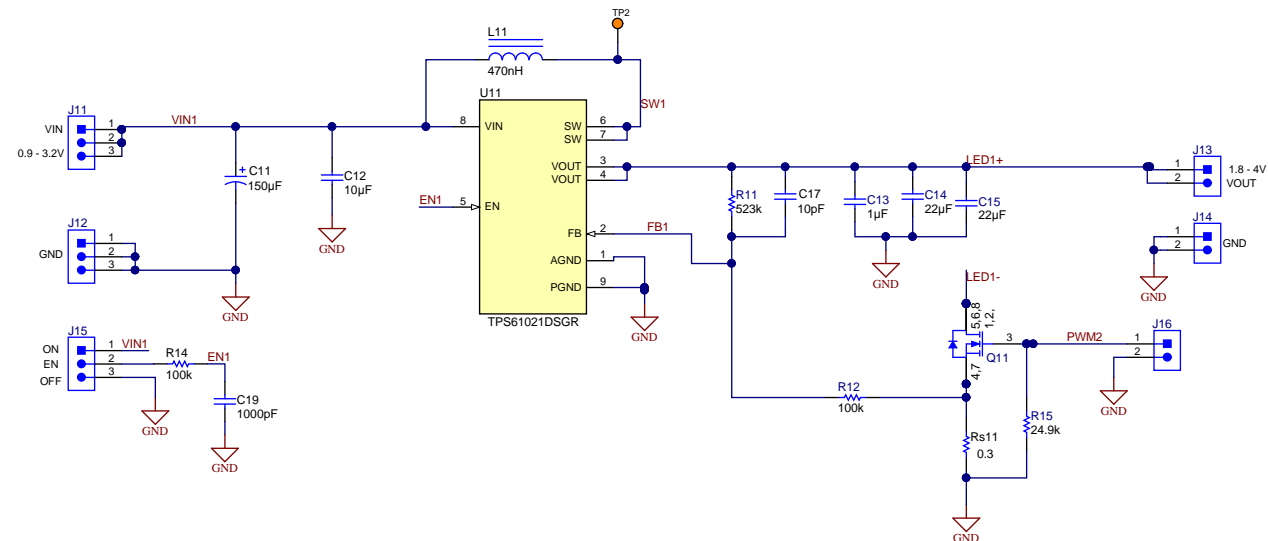 TP2
L11
470nH
U11
SW1
J11
VIN
0.9 - 3.2V
1
2
3
VIN1
C11
150µF
+
C12
10µF
GND
8
VIN
5
EN
EN1
SW
6
SW
7
VOUT
3
VOUT
4
FB
2
FB1
AGND
1
PGND
9
TPS61021DSGR
GND
LED1+
R11
523k
C17
10pF
C13
1µF
C14
22µF
C15
22µF
GND
J13
1
2
1.8 - 4V
VOUT
J14
1
2
GND
GND
J12
GND
1
2
3
GND
J15
ON
EN
OFF
1
2
3
VIN1
R14
100k
EN1
C19
1000pF
GND
GND
LED1-
5,6,8
1,2,
3
Q11
4,7
PWM2
J16
1
2
GND
R12
100k
R15
24.9k
Rs11
0.3
GND